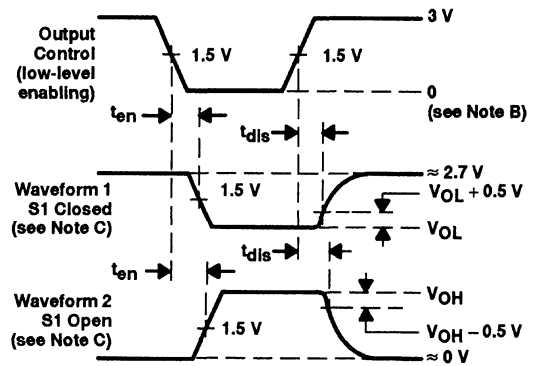 3 V
Output
Control
(low-level
enabling)
1.5 V
1.5 V
0
(see Note B)
ten
tdis
≈ 2.7 V
Waveform 1
S1 Closed
(see Note C)
1.5 V
VOL + 0.5 V
VOL
tdis
ten
Waveform 2
S1 Open
(see Note C)
1.5 V
VOH
VOH – 0.5 V
≈ 0 V